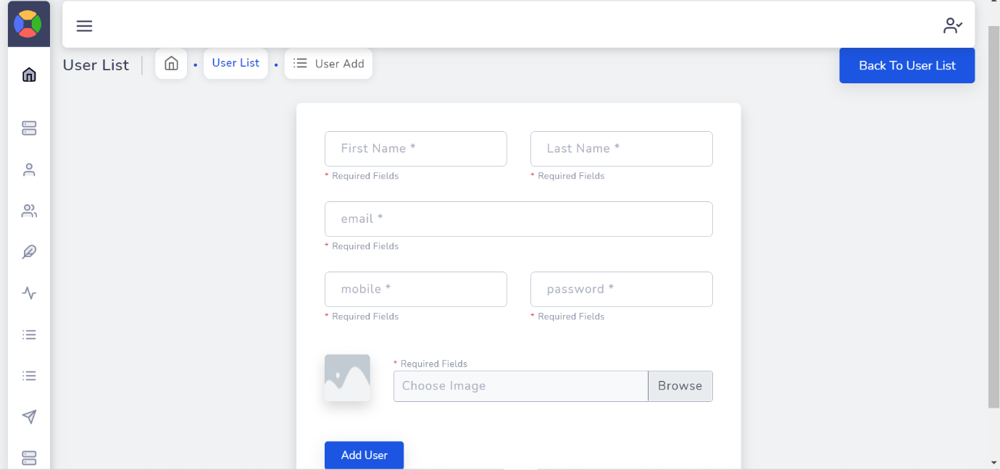 User List
User List
User Add
Back To User List
First Name *
Last Name *
* Required Fields
* Required Fields
email *
* Required Fields
mobile *
password *
* Required Fields
* Required Fields
* Required Fields
Choose Image
Browse
Add User